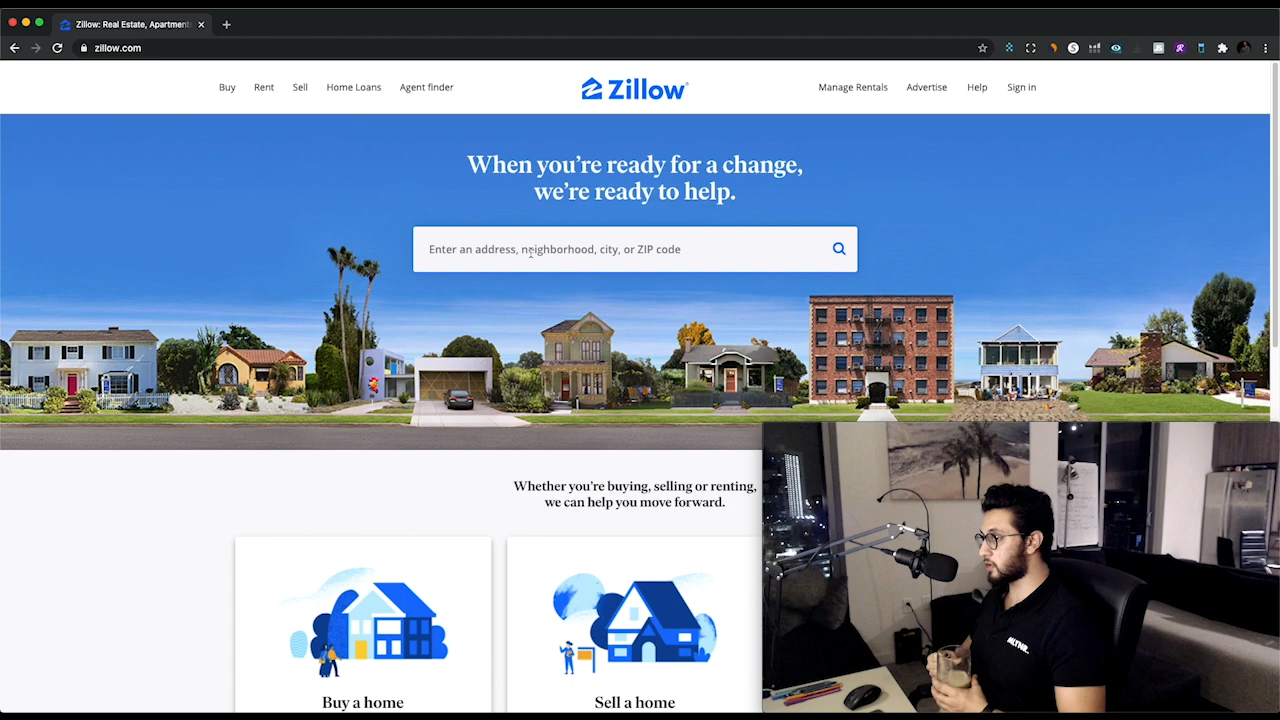 Zillow: Real Estate, Apartments
zillow.com
Buy
Rent
Sell
Home Loans
Agent finder
Zillow
Manage Rentals
Advertise
Help
Sign in
When you’re ready for a change,
we’re ready to help.
Enter an address, neighborhood, city, or ZIP code
Whether you’re buying, selling or renting,
we can help you move forward.
Buy a home
Sell a home
MLYNR.